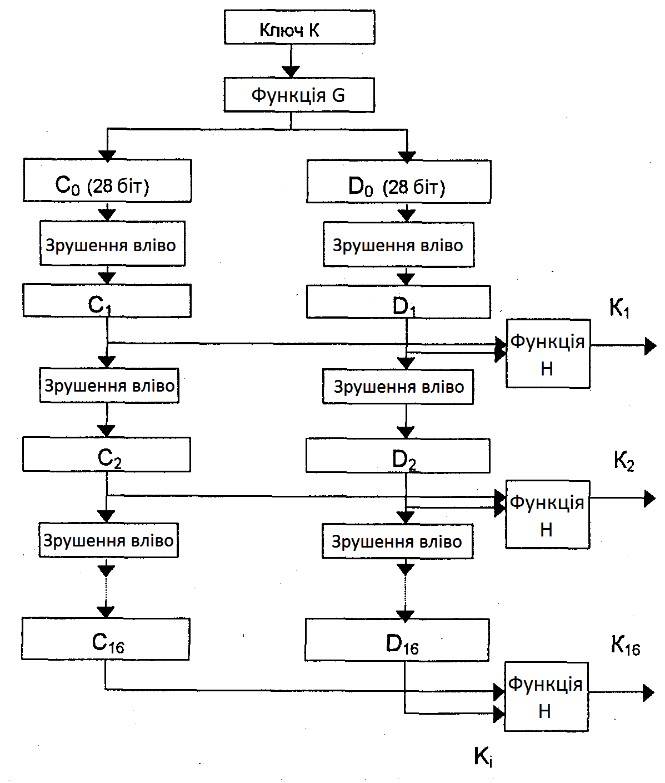 Ключ К
Функція G
C0 (28 біт)
D0 (28 біт)
Зрушення вліво
Зрушення вліво
C1
D1
K1
Функція
Н
Зрушення вліво
Зрушення вліво
C2
D2
K2
Функція
Н
Зрушення вліво
Зрушення вліво
C16
D16
K16
Функція
Н
Ki